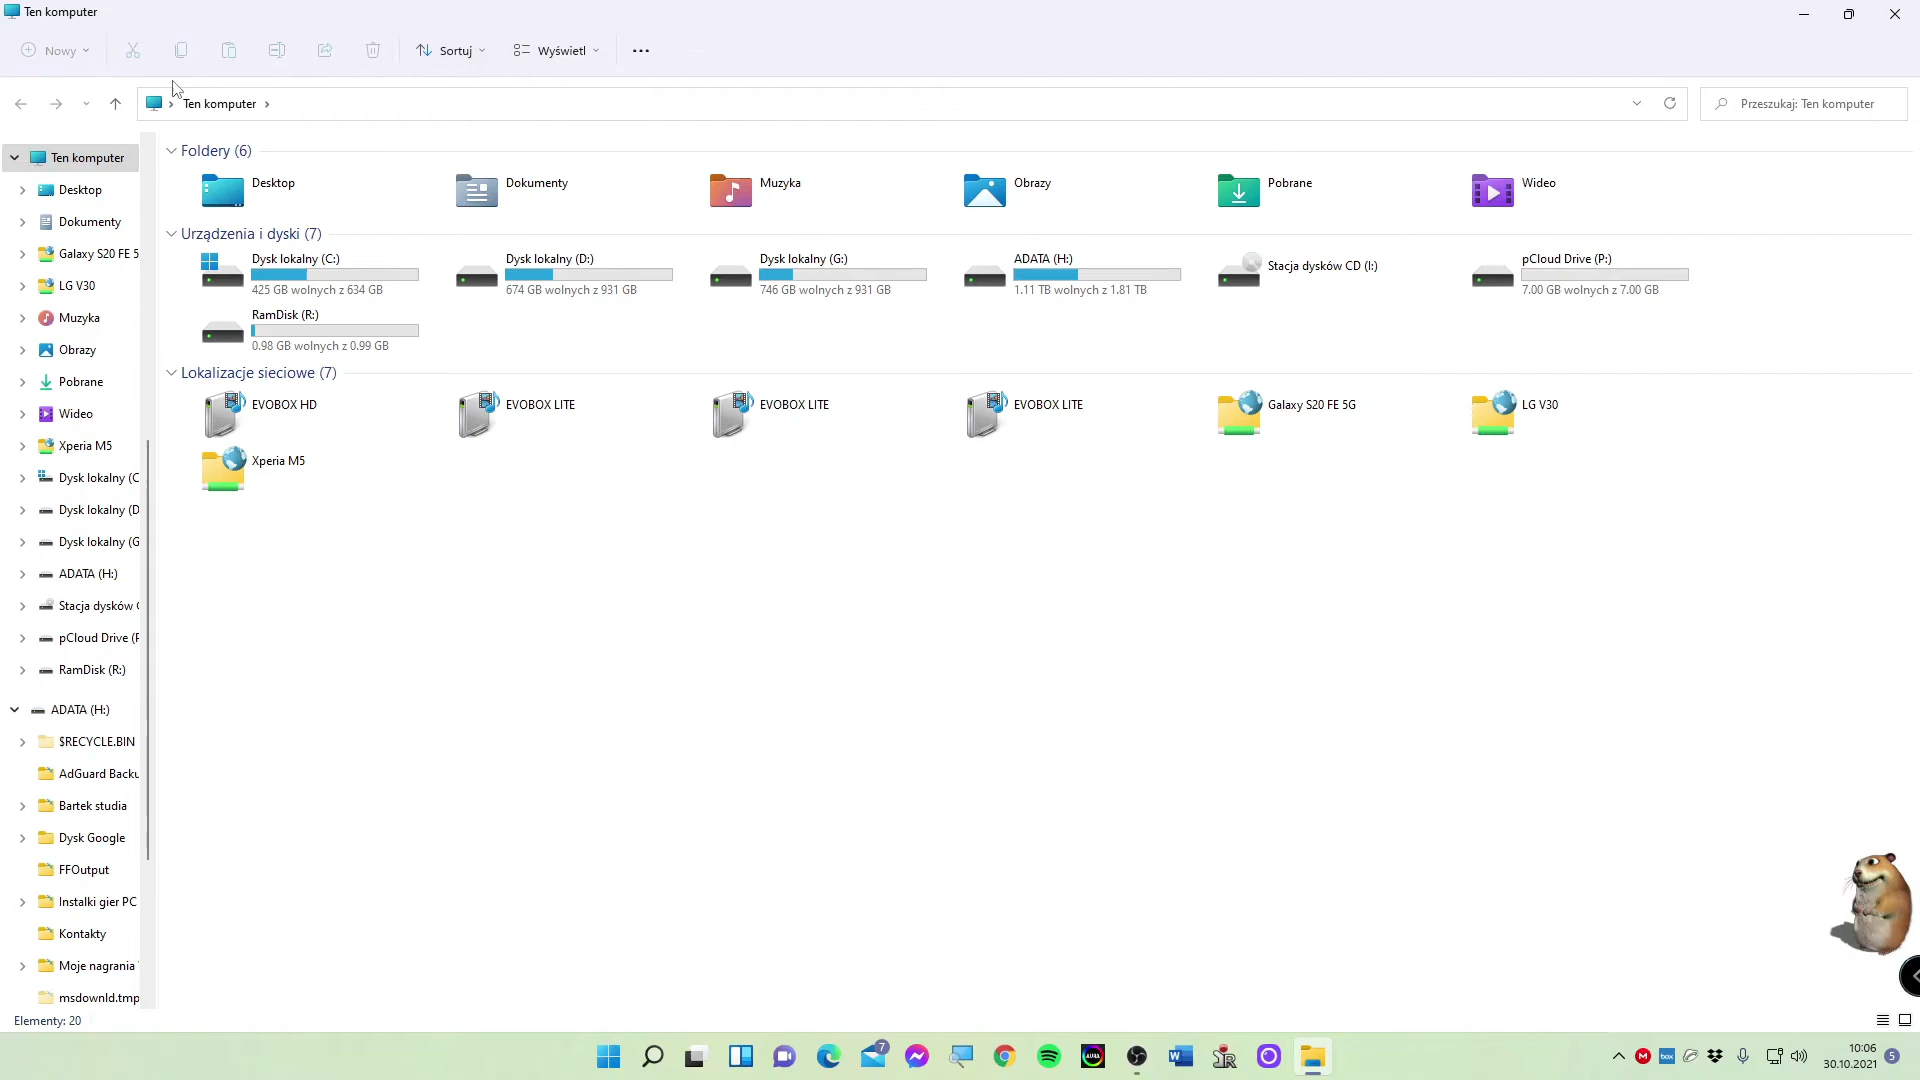 Ten komputer
Nowy
Sortuj
Wyświetl
Ten komputer
Przeszukaj: Ten komputer
Ten komputer
Desktop
Dokumenty
Galaxy S20 FE 5
LG V30
Muzyka
Obrazy
Pobrane
Wideo
Xperia M5
Dysk lokalny (C
Dysk lokalny (D
Dysk lokalny (G
ADATA (H:)
Stacja dysków
pCloud Drive (P
RamDisk (R:)
ADATA (H:)
$RECYCLE.BIN
AdGuard Backu
Bartek studia
Dysk Google
FFOutput
Instalki gier PC
Kontakty
Moje nagrania
msdownld.tmp
Foldery (6)
Desktop
Dokumenty
Muzyka
Obrazy
Pobrane
Wideo
Urządzenia i dyski (7)
Dysk lokalny (C:)
425 GB wolnych z 634 GB
Dysk lokalny (D:)
674 GB wolnych z 931 GB
Dysk lokalny (G:)
746 GB wolnych z 931 GB
ADATA (H:)
1.11 TB wolnych z 1.81 TB
Stacja dysków CD (I:)
pCloud Drive (P:)
7.00 GB wolnych z 7.00 GB
RamDisk (R:)
0.98 GB wolnych z 0.99 GB
Lokalizacje sieciowe (7)
EVOBOX HD
EVOBOX LITE
EVOBOX LITE
EVOBOX LITE
Galaxy S20 FE 5G
LG V30
Xperia M5
Elementy: 20
7
AURA
W
R
M
box
10:06
30.10.2021
5